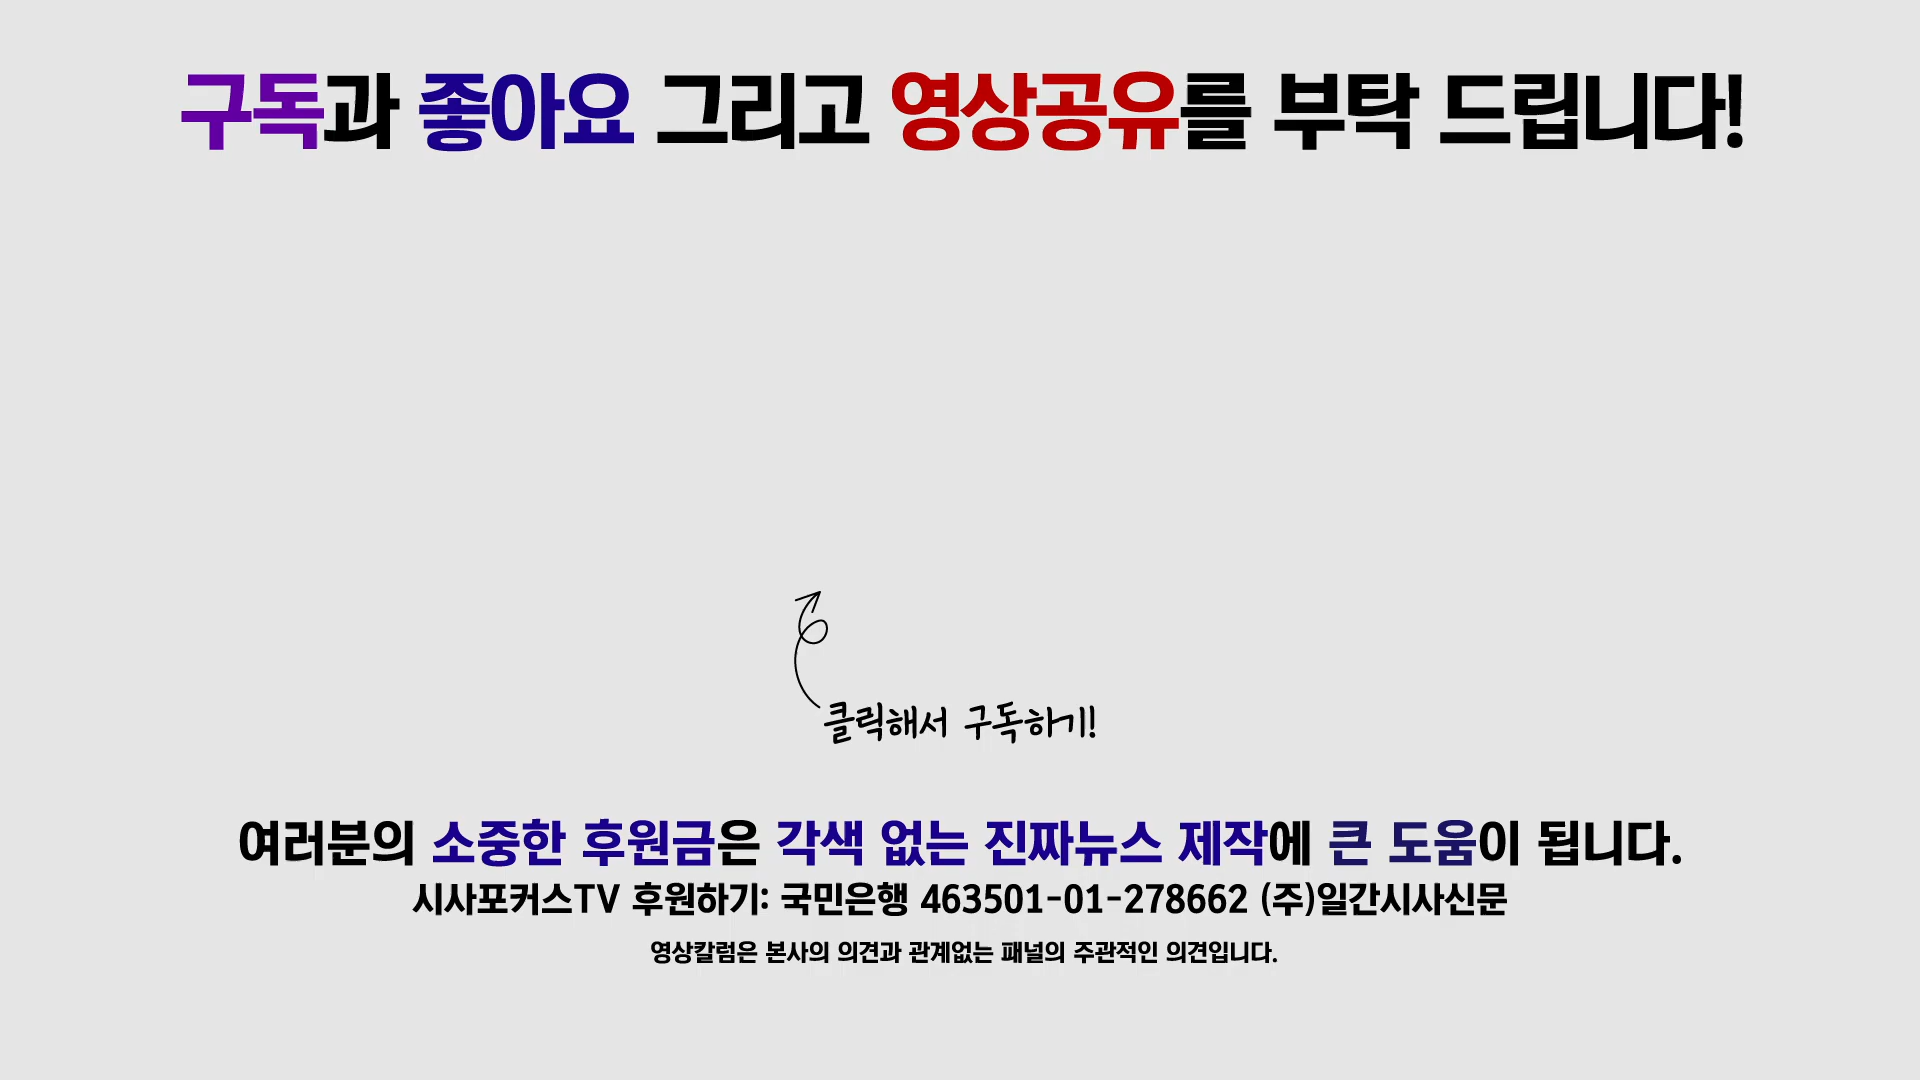 구독과 좋아요 그리고 영상공유를 부탁 드립니다!
클릭해서 구독하기!
여러분의 소중한 후원금은 각색 없는 진짜뉴스 제작에 큰 도움이 됩니다.
시사포커스TV 후원하기: 국민은행 463501-01-278662 (주)일간시사신문
영상칼럼은 본사의 의견과 관계없는 패널의 주관적인 의견입니다.